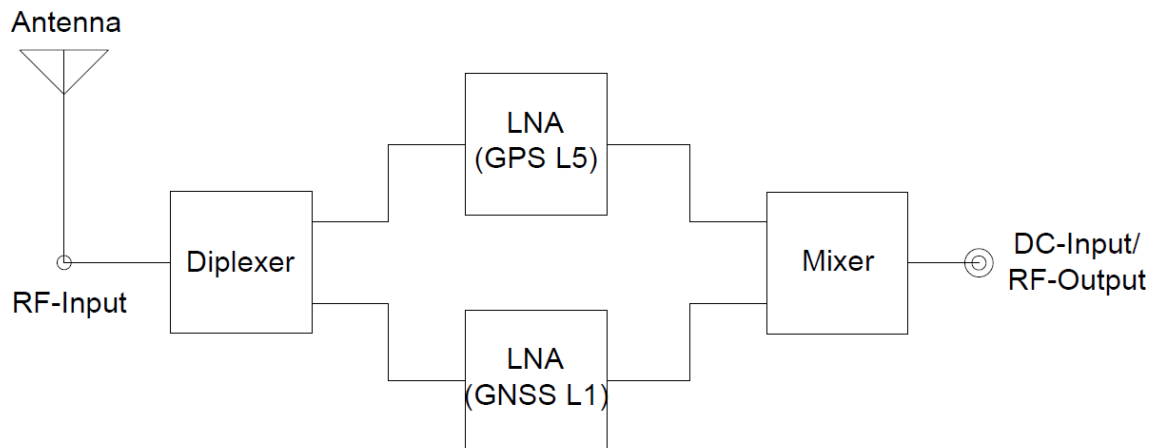 Antenna
LNA
(GPS L5)
Diplexer
Mixer
DC-Input/
RF-Output
RF-Input
LNA
(GNSS L1)